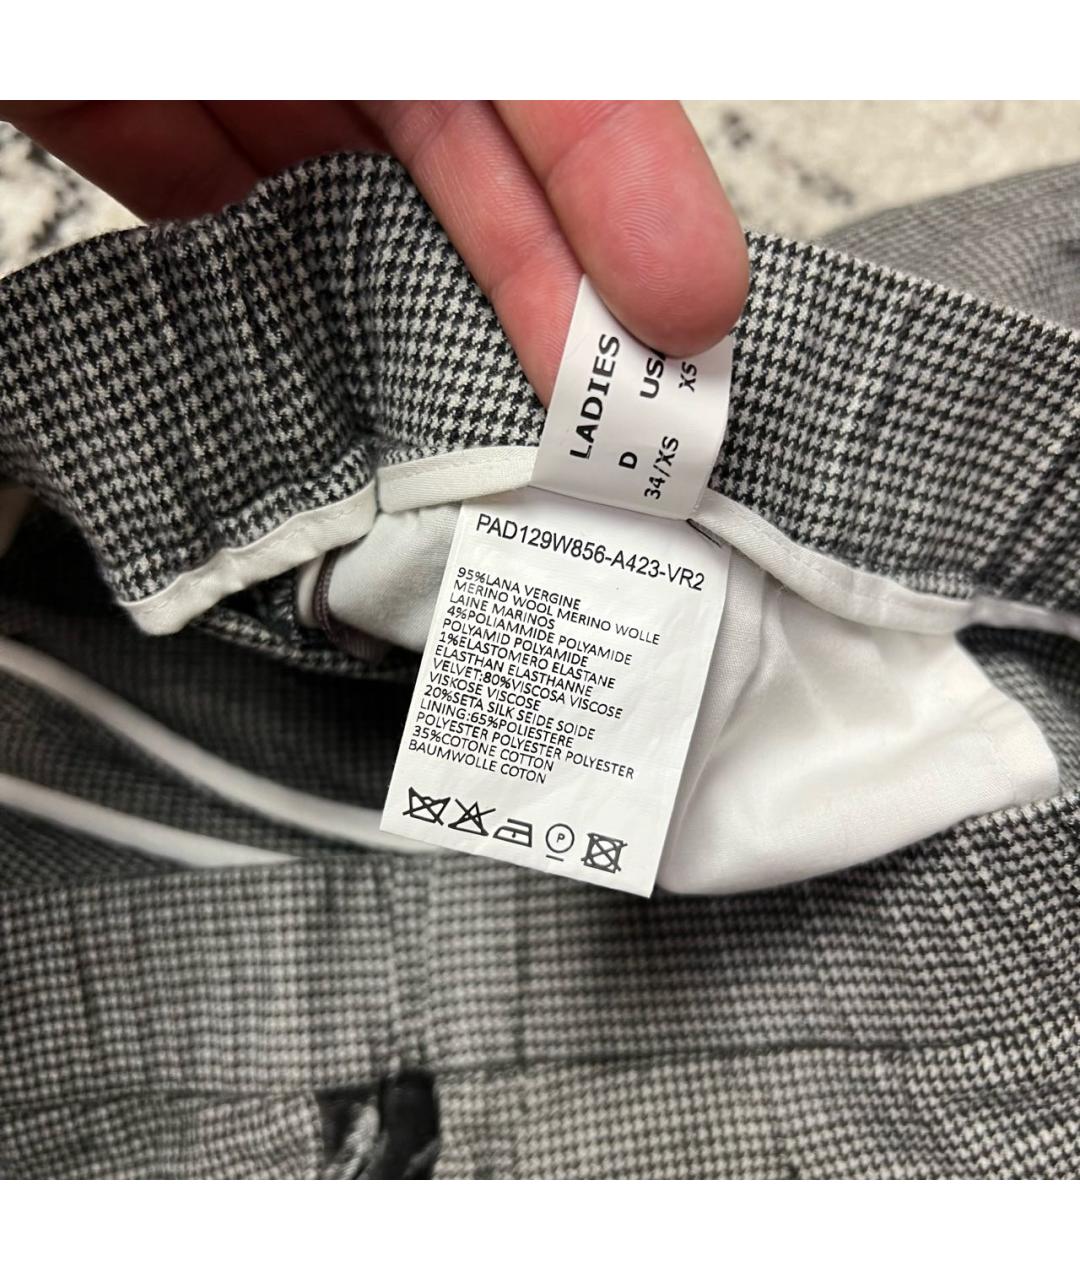 LADIES
D
34/XS
XS
PAD129W856-A423-VR2
95%LANA VERGINE
MERINO WOOL MERINO WOLLE
LAINE MARINOS
4%POLIAMMIDE POLYAMIDE
POLYAMID POLYAMIDE
1%ELASTOMERO ELASTANE
ELASTHAN ELASTHANNE
VELVET:80%VISCOSA VISCOSE
VISKOSE VISCOSE
20%SETA SILK SEIDE SOIDE
LINING:65%POLIESTERE
POLYESTER POLYESTER POLYESTER
35%COTONE COTTON
BAUMWOLLE COTON
P